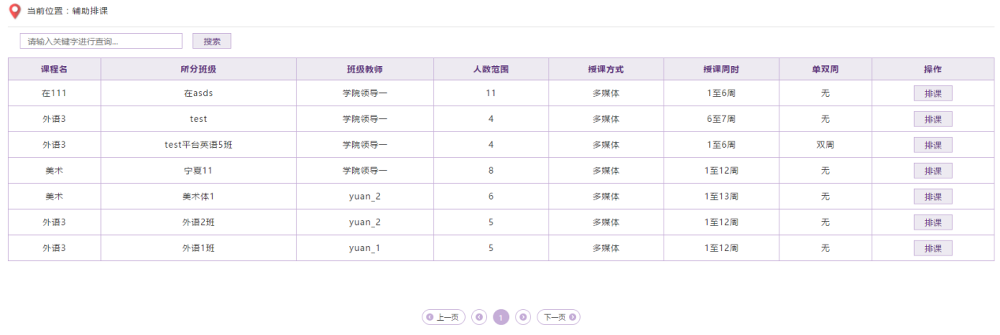 当前位置：辅助排课
请输入关键字进行查询... 搜索
课程名 所分班级 班级教师 人数范围 授课方式 授课周时 单双周 操作
在111 在asds 学院领导一 11 多媒体 1至6周 无 排课
外语3 test 学院领导一 4 多媒体 6至7周 无 排课
外语3 test平台英语5班 学院领导一 4 多媒体 1至6周 双周 排课
美术 宁夏11 学院领导一 8 多媒体 1至12周 无 排课
美术 美术体1 yuan_2 6 多媒体 1至13周 无 排课
外语3 外语2班 yuan_2 5 多媒体 1至12周 无 排课
外语3 外语1班 yuan_1 5 多媒体 1至12周 无 排课
上一页 1 下一页